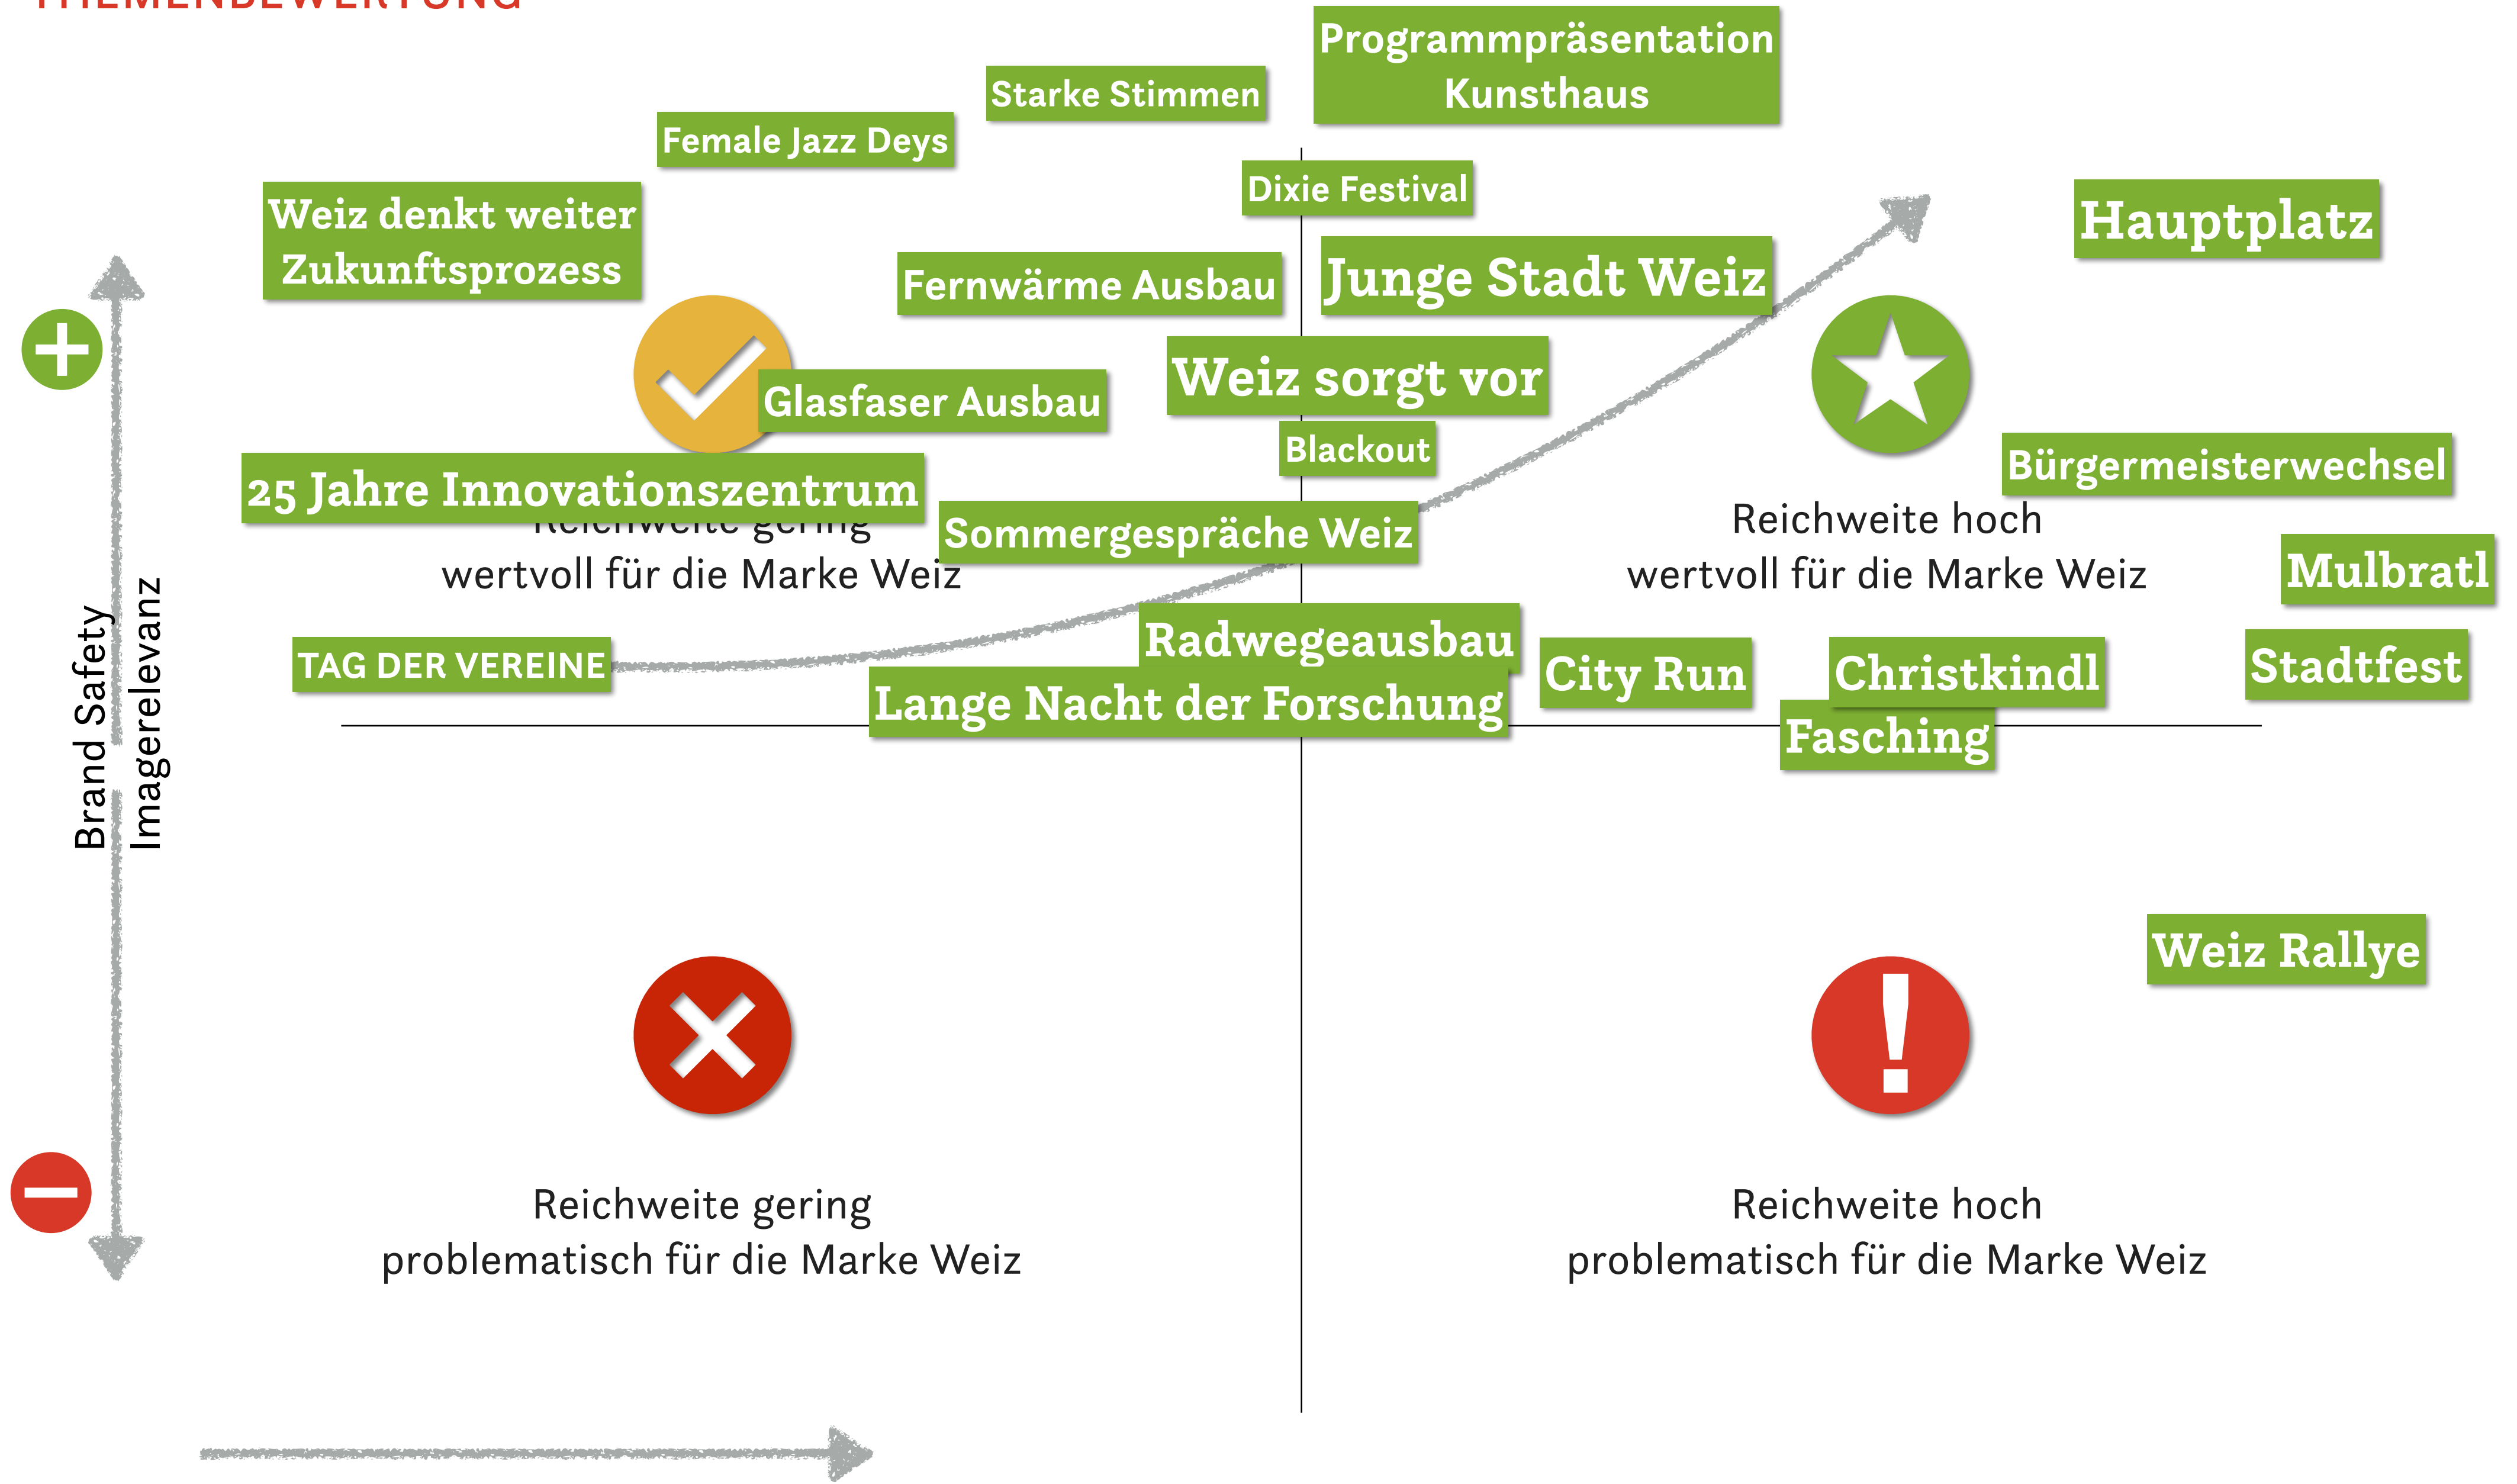 THEMENBEWERTUNG
Programmpräsentation
Kunsthaus
Starke Stimmen
Female Jazz Deys
Dixie Festival
Weiz denkt weiter
Zukunftsprozess
Hauptplatz
Fernwärme Ausbau
Junge Stadt Weiz
Weiz sorgt vor
Glasfaser Ausbau
Blackout
25 Jahre Innovationszentrum
Bürgermeisterwechsel
Reichweite gering
wertvoll für die Marke Weiz
Sommergespräche Weiz
Reichweite hoch
wertvoll für die Marke Weiz
Mulbratl
Brand Safety
Imagerelevanz
TAG DER VEREINE
Radwegeausbau
Lange Nacht der Forschung
City Run
Christkindl
Stadtfest
Fasching
Weiz Rallye
Reichweite gering
problematisch für die Marke Weiz
Reichweite hoch
problematisch für die Marke Weiz